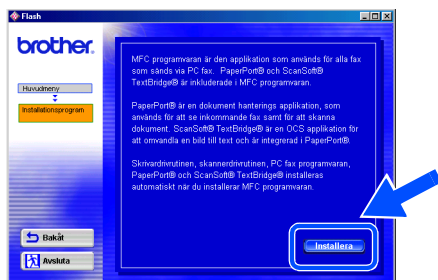 Flash
brother.
Huvudmeny
Installationsprogram
MFC programvaran är den applikation som används för alla fax
som sänds via PC fax. PaperPort® och ScanSoft®
TextBridge® är inkluderade i MFC programvaran.
PaperPort® är en dokument hanterings applikation, som
används för att se inkommande fax samt för att skanna
dokument. ScanSoft® TextBridge® är en OCS applikation för
att omvandla en bild till text och är integrerad i PaperPort®.
Skrivardrivrutinen, skannerdrivrutinen, PC fax programvaran,
PaperPort® och ScanSoft® TextBridge® installeras
automatiskt när du installerar MFC programvaran.
Installera
Bakåt
Avsluta